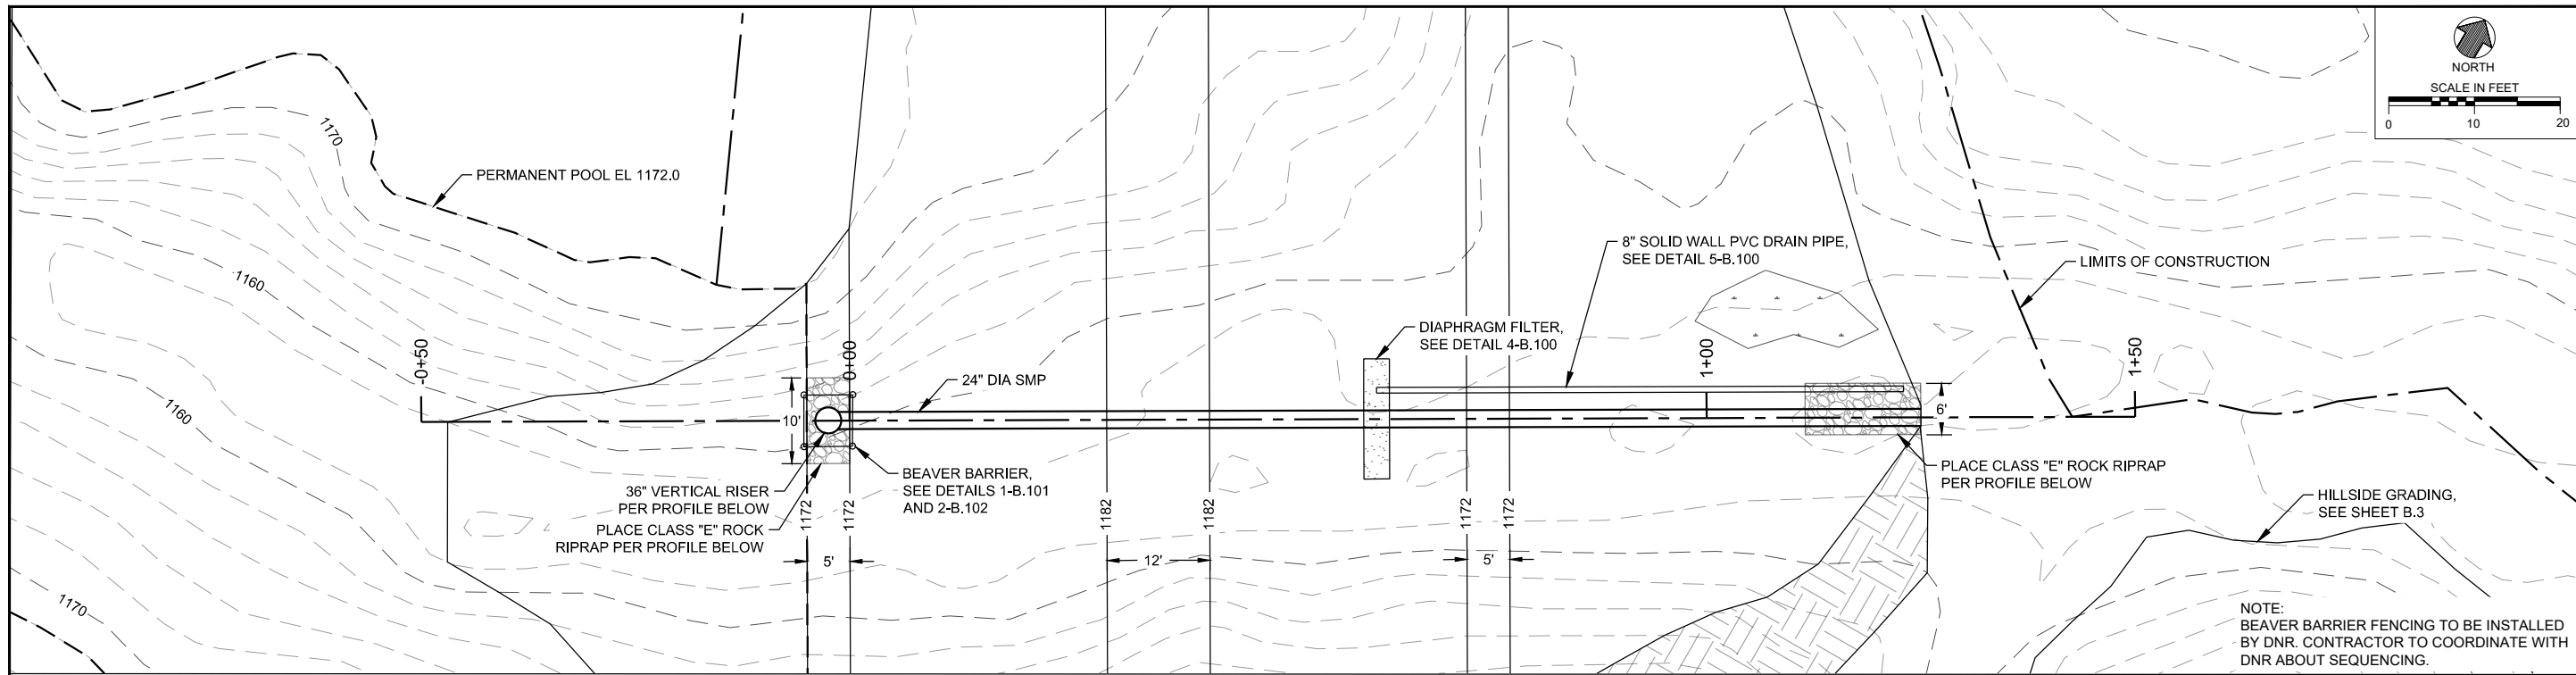 NORTH
SCALE IN FEET
0 10 20
1170
PERMANENT POOL EL 1172.0
1160
8" SOLID WALL PVC DRAIN PIPE,
SEE DETAIL 5-B.100
LIMITS OF CONSTRUCTION
DIAPHRAGM FILTER,
SEE DETAIL 4-B.100
-0+50
0+00
24" DIA SMP
1+00
1+50
1160
10'
6'
36" VERTICAL RISER
PER PROFILE BELOW
PLACE CLASS "E" ROCK
RIPRAP PER PROFILE BELOW
BEAVER BARRIER,
SEE DETAILS 1-B.101
AND 2-B.102
PLACE CLASS "E" ROCK RIPRAP
PER PROFILE BELOW
HILLSIDE GRADING,
SEE SHEET B.3
1172
1172
1182
1182
1172
1172
5'
12'
5'
1170
NOTE:
BEAVER BARRIER FENCING TO BE INSTALLED
BY DNR. CONTRACTOR TO COORDINATE WITH
DNR ABOUT SEQUENCING.